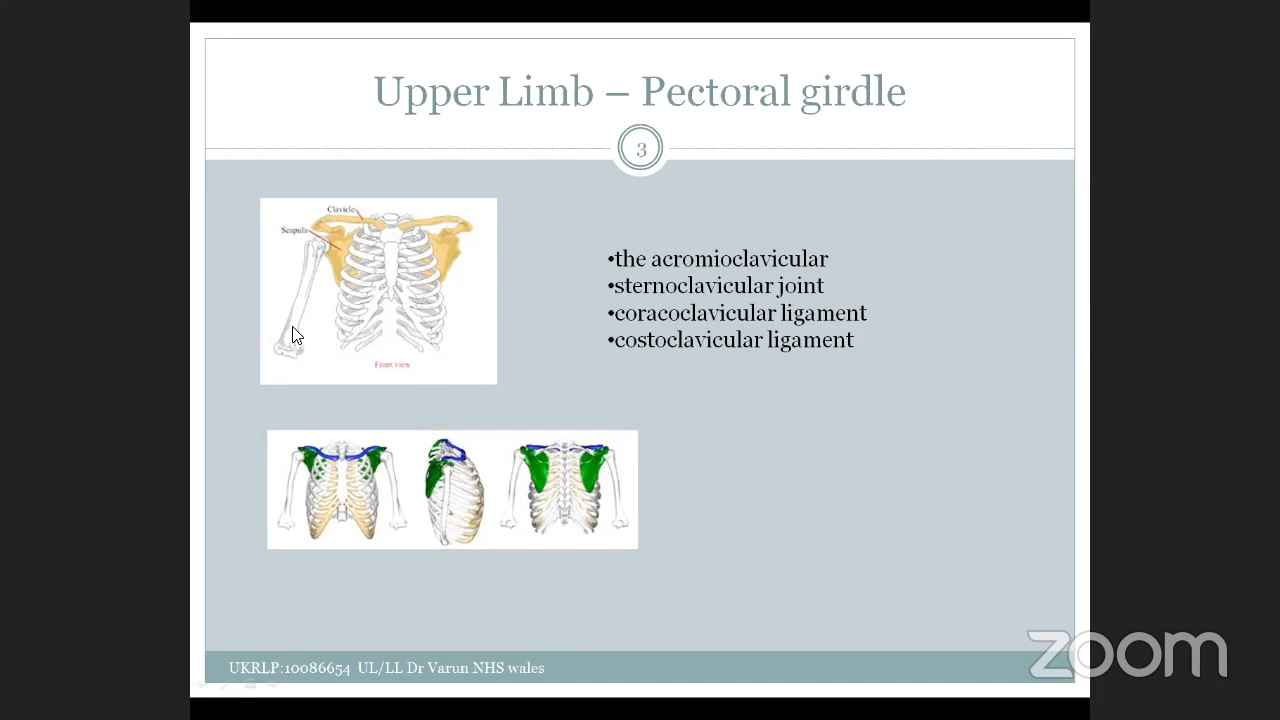 Upper Limb – Pectoral girdle
3
Clavicle
Scapula
Front view
•the acromioclavicular
•sternoclavicular joint
•coracoclavicular ligament
•costoclavicular ligament
UKRLP:10086654 UL/LL Dr Varun NHS wales
zoom